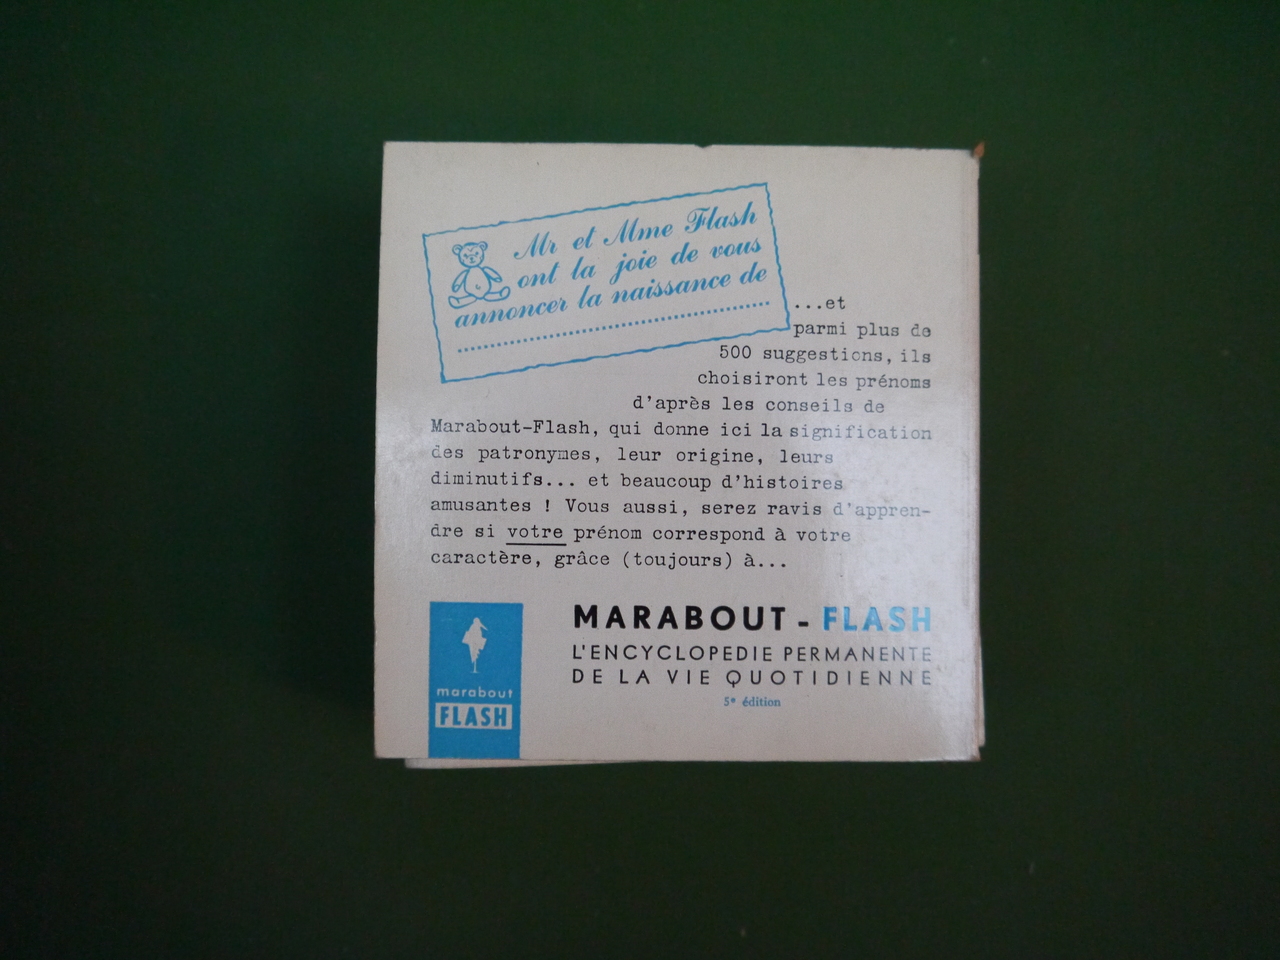 Mr et Mme Flash
ont la joie de vous
annoncer la naissance de
...et
parmi plus de
500 suggestions, ils
choisiront les prénoms
d'après les conseils de
Marabout-Flash, qui donne ici la signification
des patronymes, leur origine, leurs
diminutifs... et beaucoup d'histoires
amusantes ! Vous aussi, serez ravis d'appren-
dre si votre prénom correspond à votre
caractère, grâce (toujours) à...
MARABOUT - FLASH
L'ENCYCLOPEDIE PERMANENTE
DE LA VIE QUOTIDIENNE
5e édition
marabout
FLASH